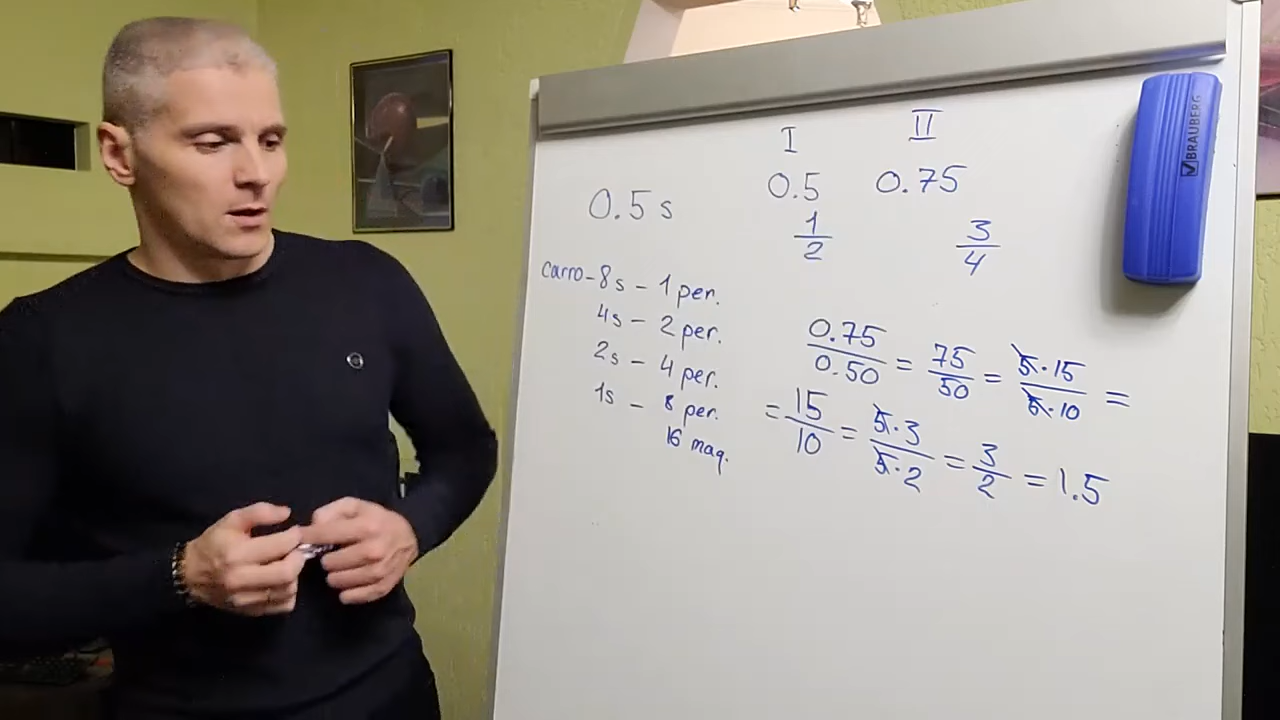 I II
0.5 s 0.5 0.75
1/2 3/4
carro - 8s - 1 per.
4s - 2 per.
2s - 4 per.
1s - 8 per.
16 maq.
0.75/0.50 = 75/50 = 5·15/5·10 =
= 15/10 = 5·3/5·2 = 3/2 = 1.5
BRAUBERG